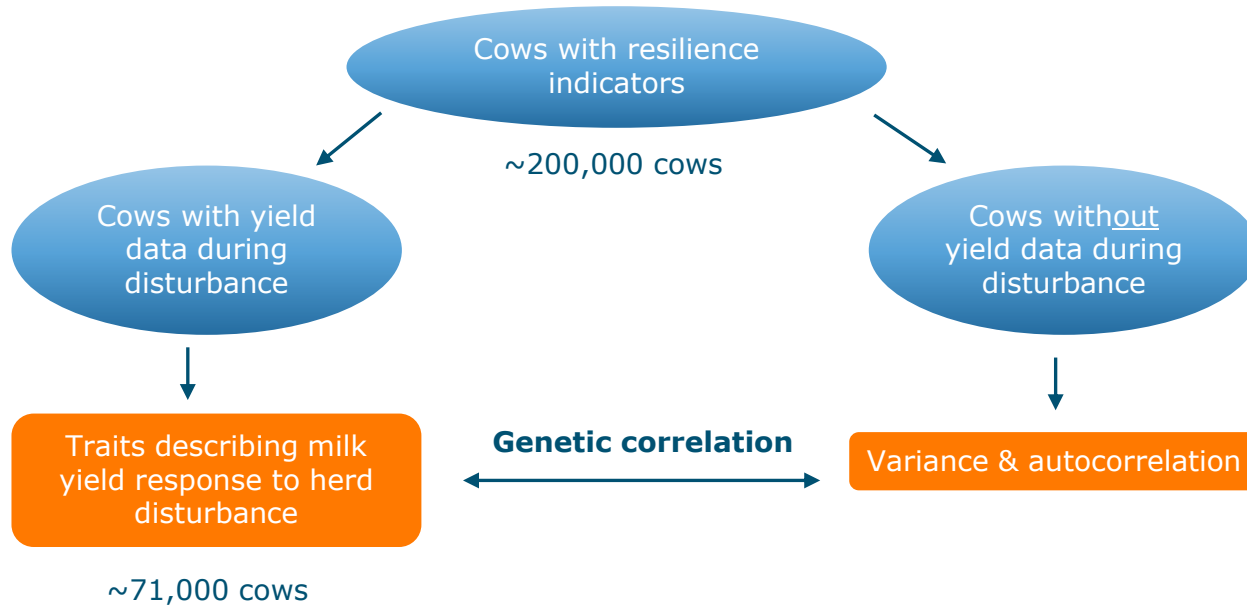 Cows with resilience
indicators
~200,000 cows
Cows with yield
data during
disturbance
Cows without
yield data during
disturbance
Traits describing milk
yield response to herd
disturbance
Genetic correlation
Variance & autocorrelation
~71,000 cows